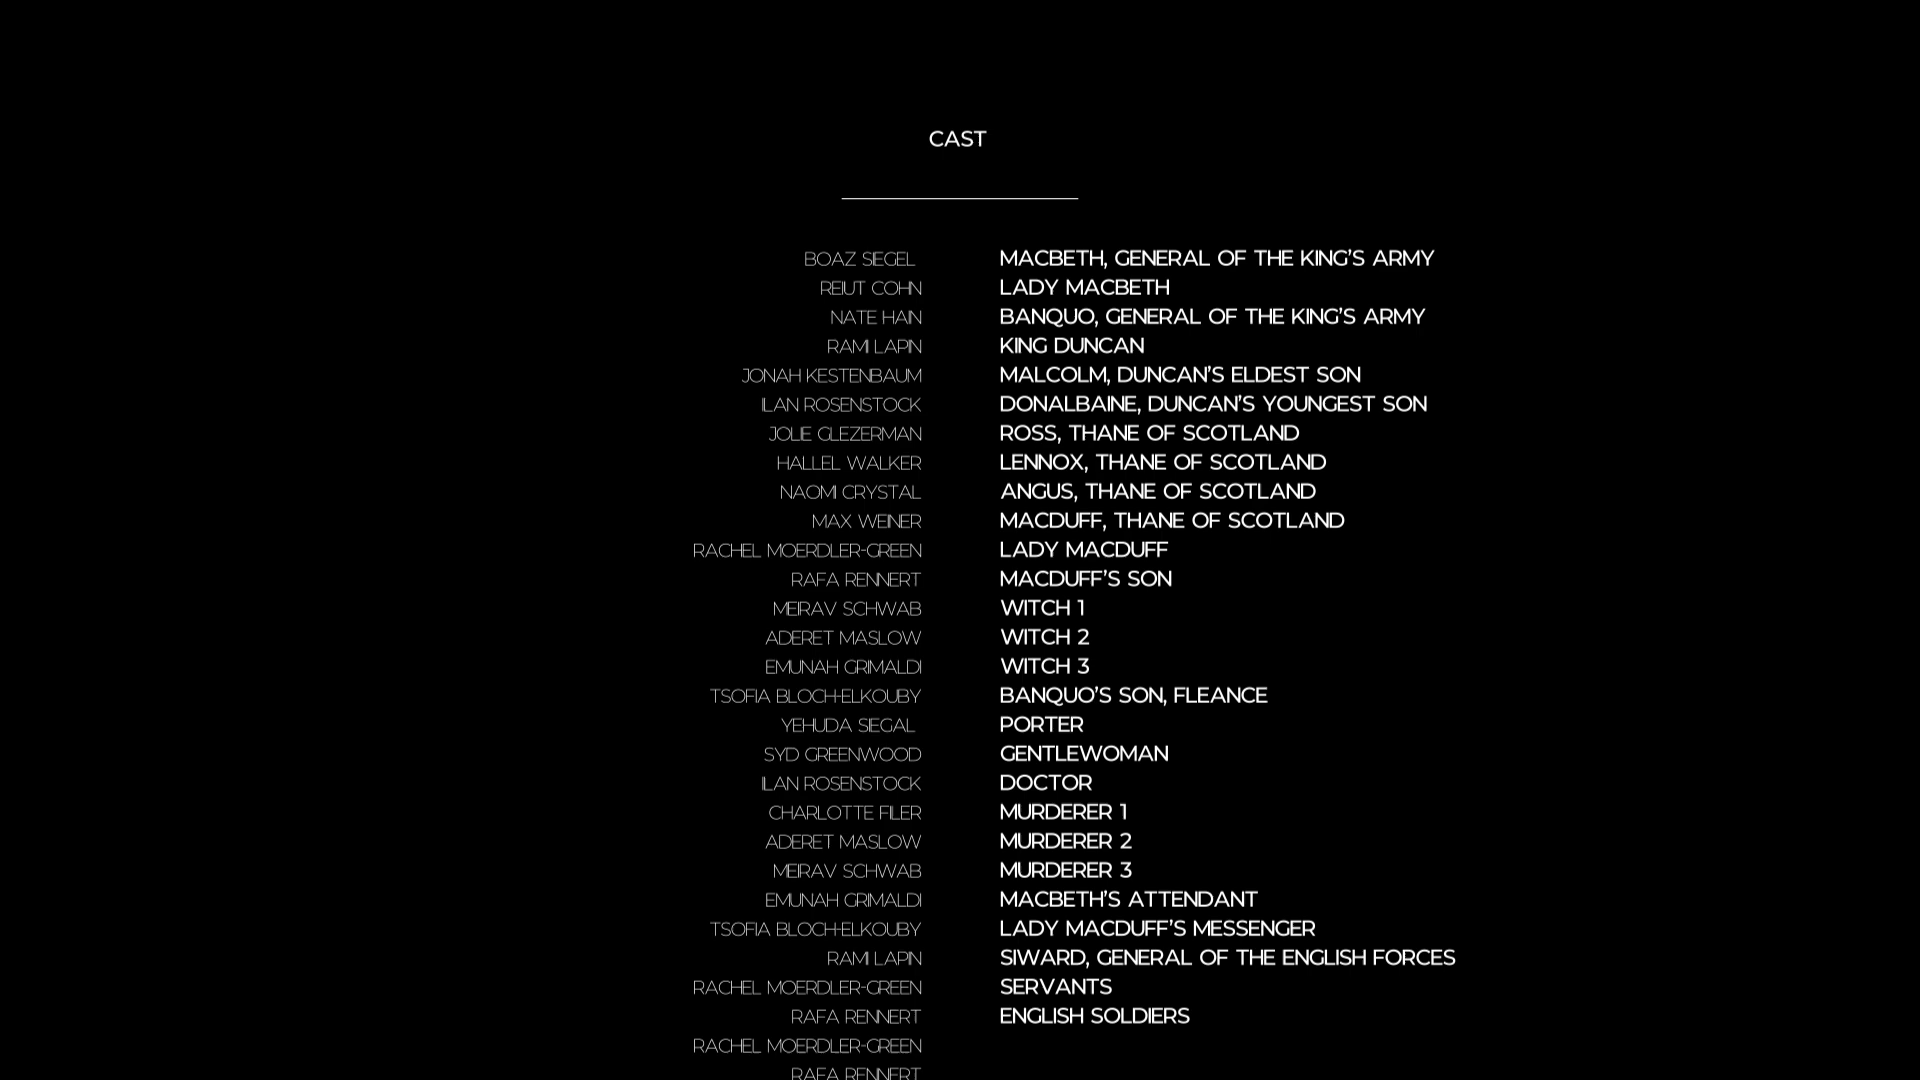 CAST
BOAZ SIEGEL MACBETH, GENERAL OF THE KING'S ARMY
REIUT COHN LADY MACBETH
NATE HAIN BANQUO, GENERAL OF THE KING'S ARMY
RAMI LAPIN KING DUNCAN
JONAH KESTENBAUM MALCOLM, DUNCAN'S ELDEST SON
ILAN ROSENSTOCK DONALBAINE, DUNCAN'S YOUNGEST SON
JOLIE GLEZERMAN ROSS, THANE OF SCOTLAND
HALLEL WALKER LENNOX, THANE OF SCOTLAND
NAOMI CRYSTAL ANGUS, THANE OF SCOTLAND
MAX WEINER MACDUFF, THANE OF SCOTLAND
RACHEL MOERDLER-GREEN LADY MACDUFF
RAFA RENNERT MACDUFF'S SON
MEIRAV SCHWAB WITCH 1
ADERET MASLOW WITCH 2
EMUNAH GRIMALDI WITCH 3
TSOFIA BLOCH-ELKOUBY BANQUO'S SON, FLEANCE
YEHUDA SIEGAL PORTER
SYD GREENWOOD GENTLEWOMAN
ILAN ROSENSTOCK DOCTOR
CHARLOTTE FILER MURDERER 1
ADERET MASLOW MURDERER 2
MEIRAV SCHWAB MURDERER 3
EMUNAH GRIMALDI MACBETH'S ATTENDANT
TSOFIA BLOCH-ELKOUBY LADY MACDUFF'S MESSENGER
RAMI LAPIN SIWARD, GENERAL OF THE ENGLISH FORCES
RACHEL MOERDLER-GREEN SERVANTS
RAFA RENNERT ENGLISH SOLDIERS
RACHEL MOERDLER-GREEN
RAFA RENNERT